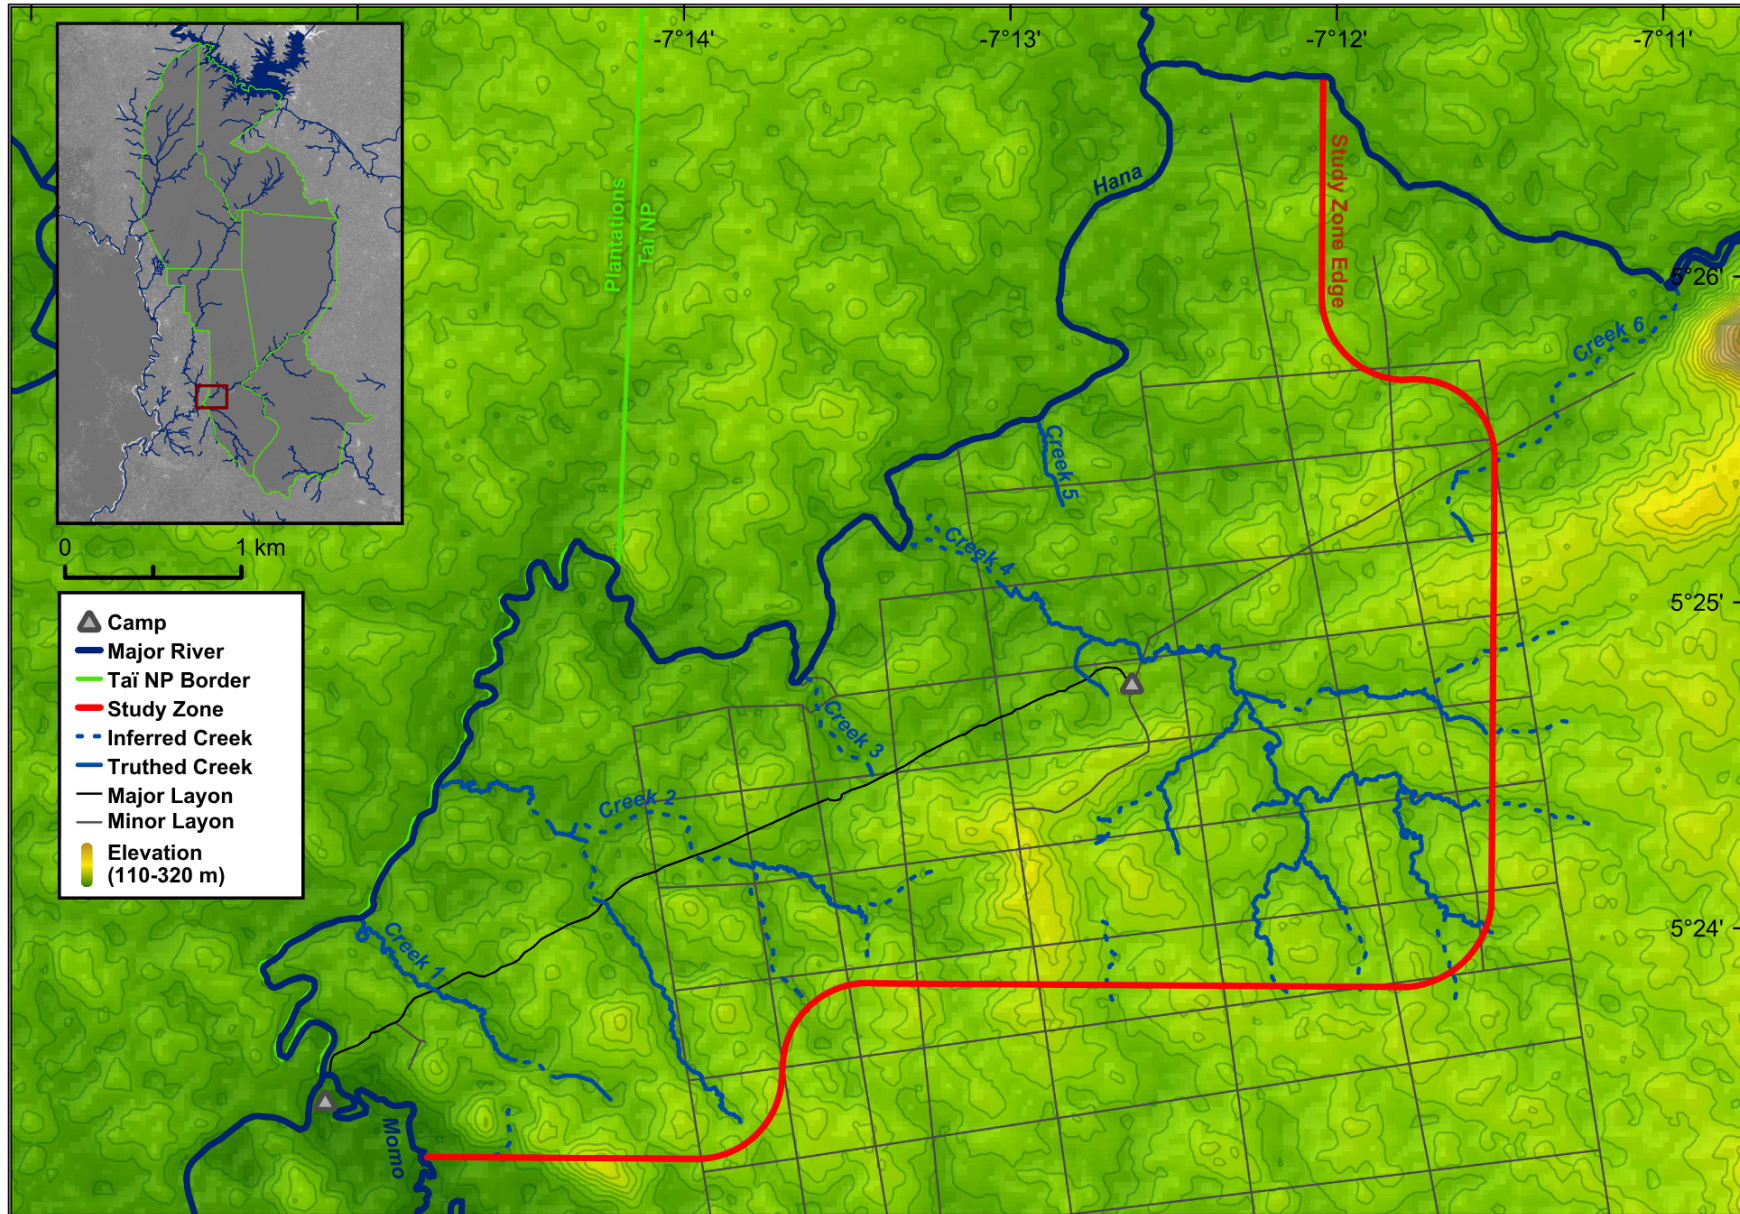 -7°14'
-7°13'
-7°12'
-7°11'
Plantations
Taï NP
Hana
Study Zone Edge
5°26'
Creek 6
Creek 5
0 1 km
Creek 4
5°25'
Camp
Major River
Taï NP Border
Study Zone
Inferred Creek
Truthed Creek
Major Layon
Minor Layon
Elevation
(110-320 m)
Creek 3
Creek 2
Creek 1
5°24'
Momo